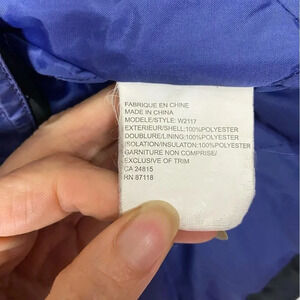 FABRIQUE EN CHINE
MADE IN CHINA
MODELE/STYLE: W2117
EXTERIEUR/SHELL:100%POLYESTER
DOUBLURE/LINING: 100%POLYESTER
ISOLATION/INSULATON:100%POLYESTER
GARNITURE NON COMPRISE/
EXCLUSIVE OF TRIM
CA 24815
RN 87118